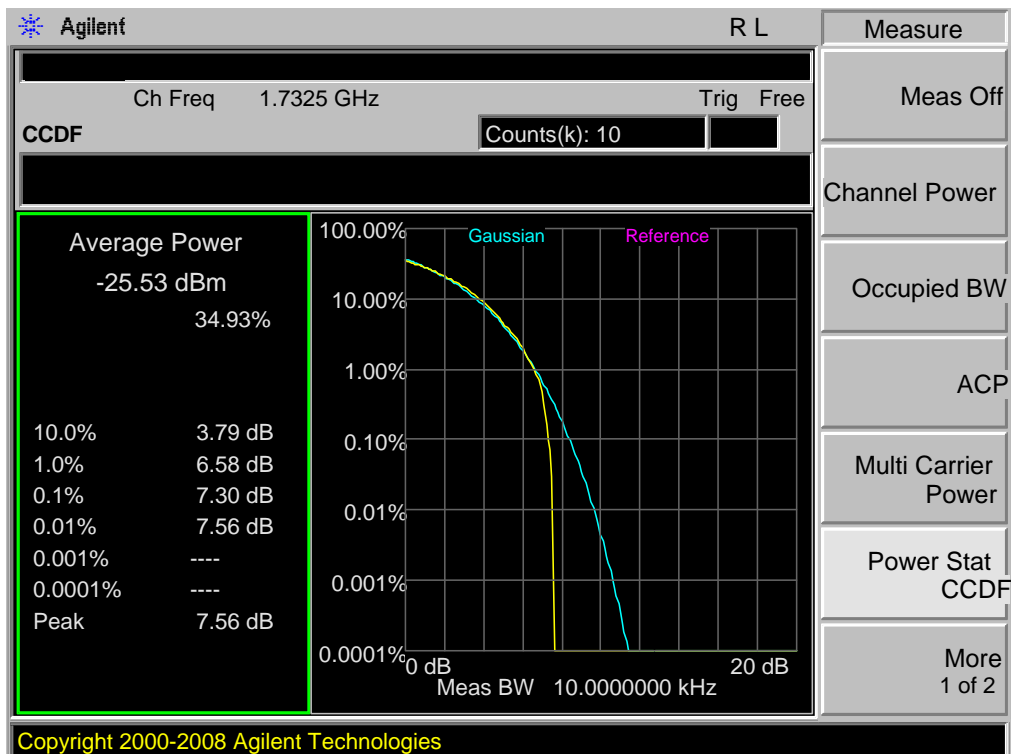 Agilent
R L
Measure
Ch Freq 1.7325 GHz
Trig Free
CCDF
Counts(k): 10
Average Power
-25.53 dBm
34.93%
10.0% 3.79 dB
1.0% 6.58 dB
0.1% 7.30 dB
0.01% 7.56 dB
0.001% ----
0.0001% ----
Peak 7.56 dB
Gaussian
Reference
100.00%
10.00%
1.00%
0.10%
0.01%
0.001%
0.0001%
0 dB
20 dB
Meas BW 10.0000000 kHz
Meas Off
Channel Power
Occupied BW
ACP
Multi Carrier
Power
Power Stat
CCDF
More
1 of 2
Copyright 2000-2008 Agilent Technologies